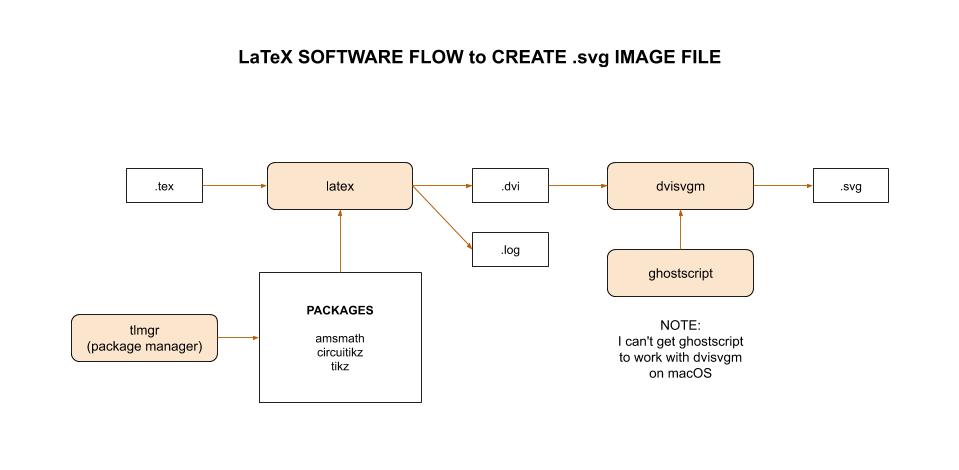 LaTeX SOFTWARE FLOW to CREATE .svg IMAGE FILE
.tex
latex
.dvi
dvisvgm
.svg
.log
ghostscript
PACKAGES
amsmath
circuitikz
tikz
tlmgr
(package manager)
NOTE:
I can't get ghostscript
to work with dvisvgm
on macOS